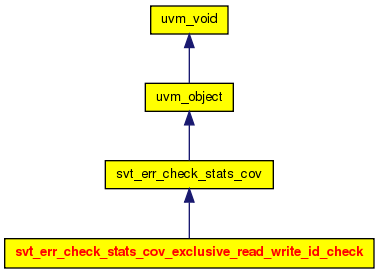 uvm_void
uvm_object
svt_err_check_stats_cov
svt_err_check_stats_cov_exclusive_read_write_id_check